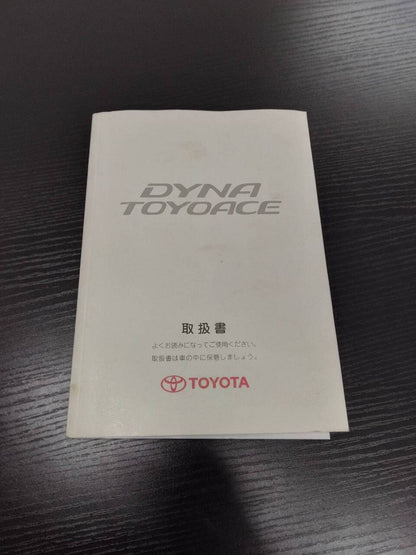 DYNA
TOYOACE
取扱書
よくお読みになってご使用ください。
取扱書は車の中に保管しましょう。
TOYOTA